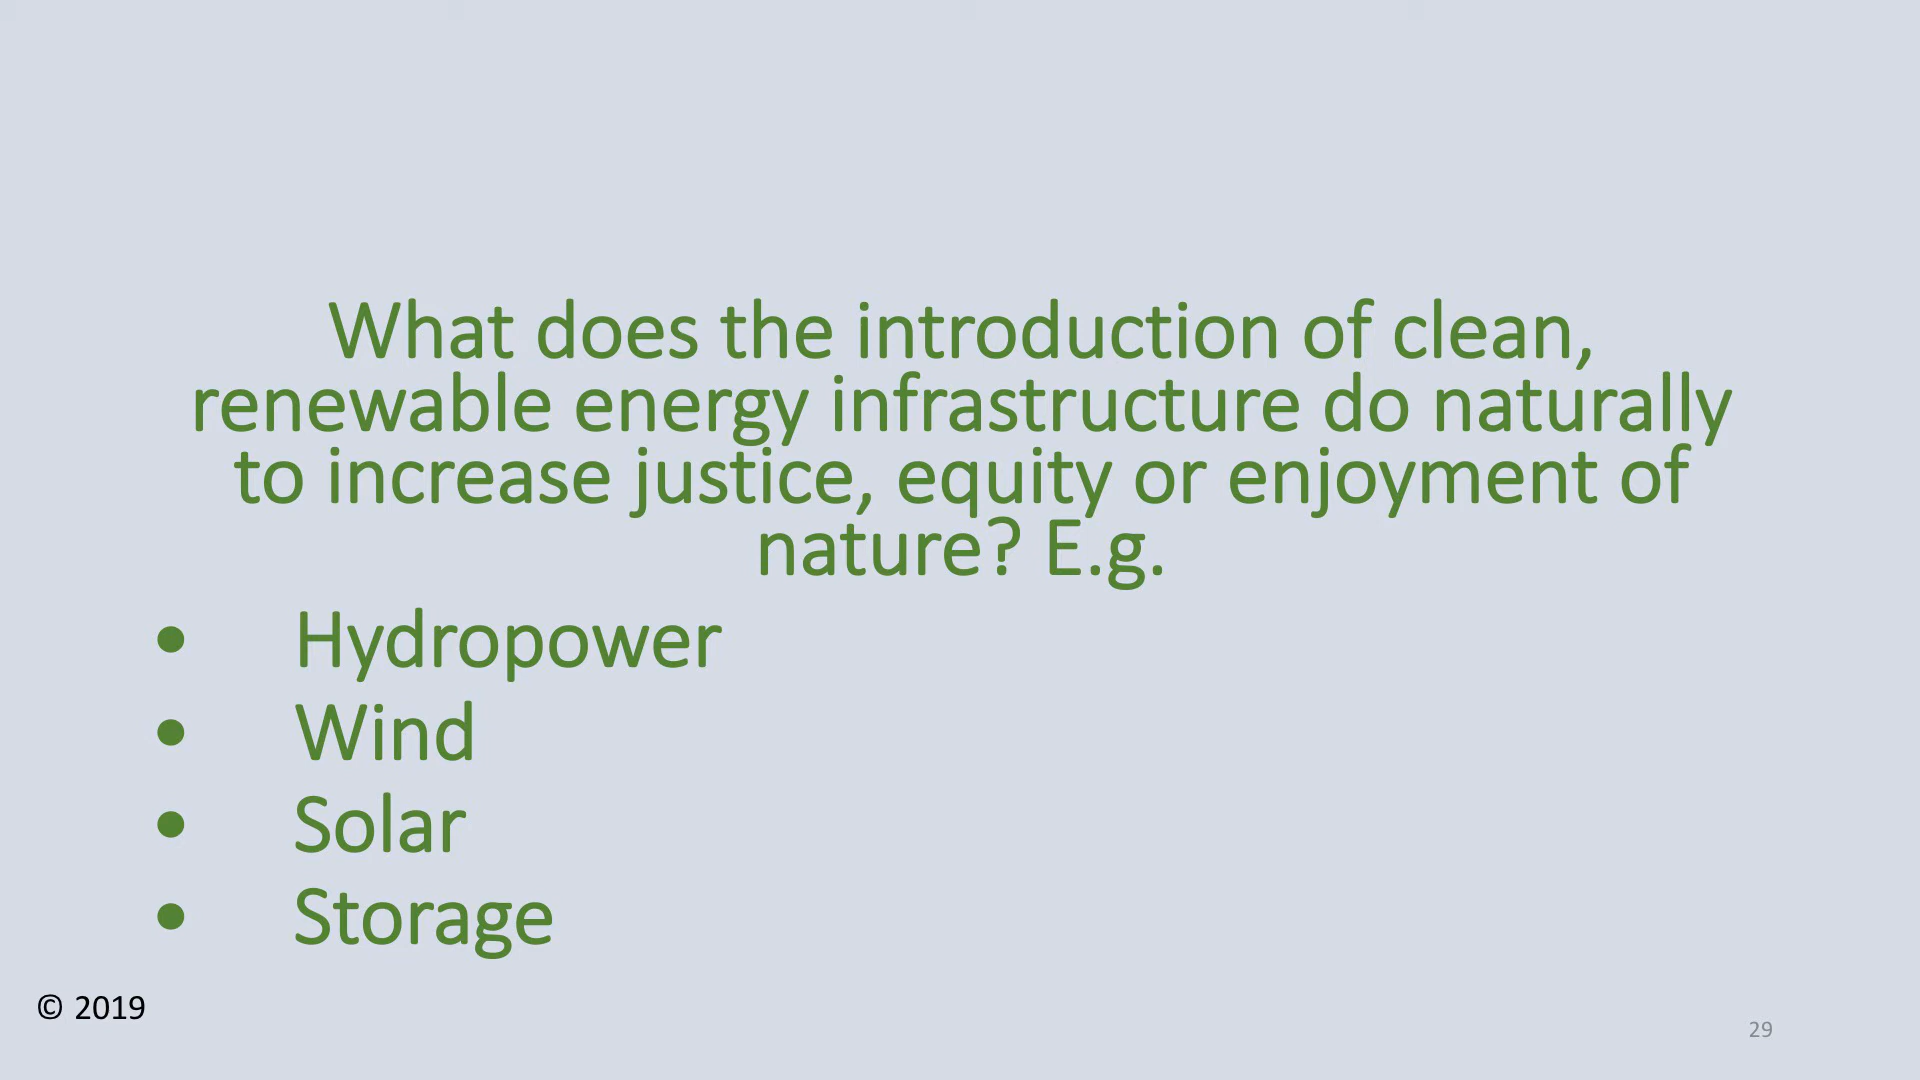 What does the introduction of clean,
renewable energy infrastructure do naturally
to increase justice, equity or enjoyment of
nature? E.g.
• Hydropower
• Wind
• Solar
• Storage
© 2019
29